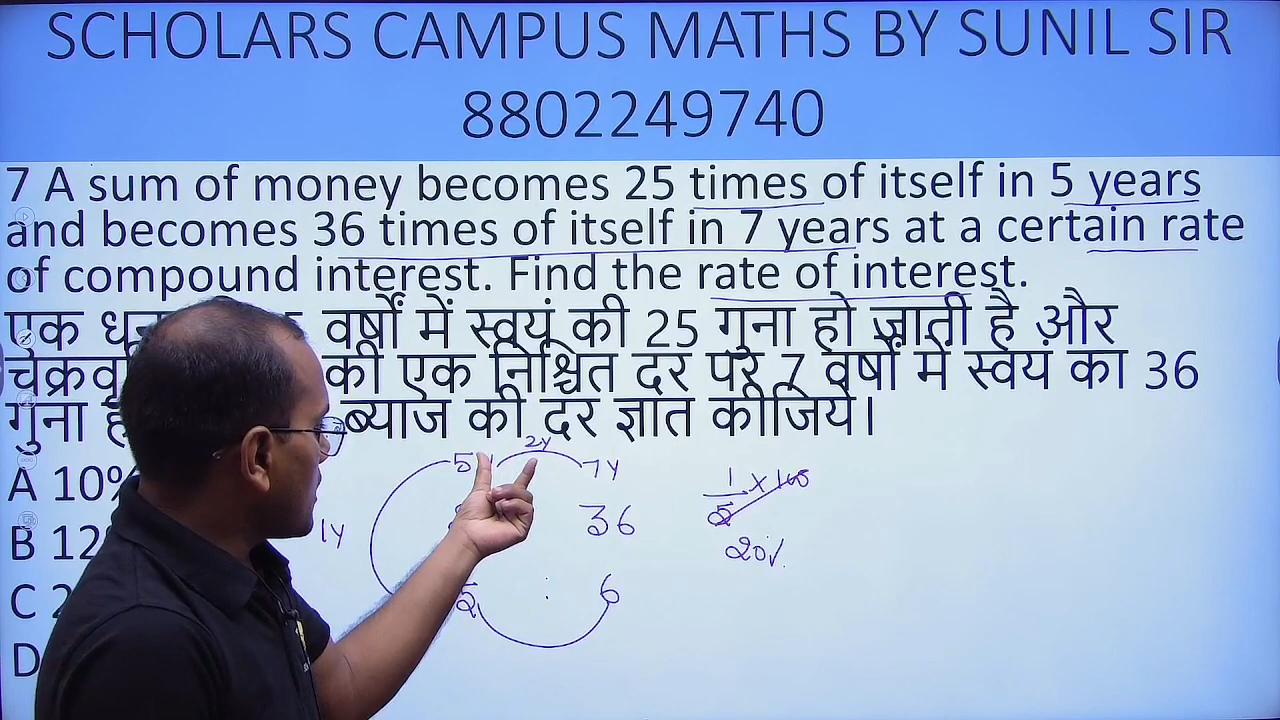 SCHOLARS CAMPUS MATHS BY SUNIL SIR
8802249740
7 A sum of money becomes 25 times of itself in 5 years
and becomes 36 times of itself in 7 years at a certain rate
of compound interest. Find the rate of interest.
एक वर्षों में स्वयं की 25 गुना हो जाती है और
की एक निश्चित दर पर 7 वर्षों में स्वयं का 36
गुना ब्याज की दर ज्ञात कीजिये।
2y
5 7y
A 10%
1/5 × 100
36
1y
B 12
20%
C 2
5 6
D